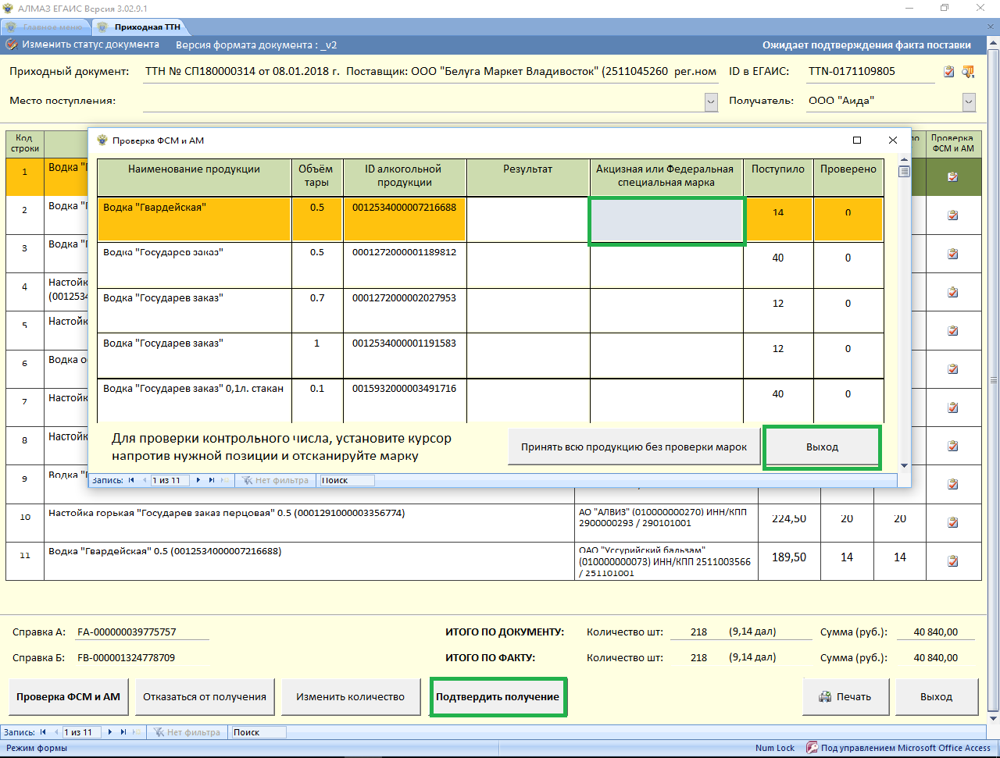 АЛМАЗ ЕГАИС Версия 3.02.9.1
Главное меню
Приходная ТТН
Изменить статус документа
Версия формата документа : _v2
Ожидает подтверждения факта поставки
Приходный документ:
ТТН № СП180000314 от 08.01.2018 г. Поставщик: ООО "Белуга Маркет Владивосток" (2511045260 рег.ном
ID в ЕГАИС:
TTN-0171109805
Место поступления:
Получатель:
ООО "Аида"
Код строки
Проверка ФСМ и АМ
1
Водка "
2
Водка "
3
Водка "
4
Настойк
(001253
5
Настойк
6
Водка о
7
Настойк
8
Настойк
9
Водка "
Проверка ФСМ и АМ
Наименование продукции
Объём тары
ID алкогольной продукции
Результат
Акцизная или Федеральная специальная марка
Поступило
Проверено
Водка "Гвардейская" 0.5 0012534000007216688 14 0
Водка "Государев заказ" 0.5 0001272000001189812 40 0
Водка "Государев заказ" 0.7 0001272000002027953 12 0
Водка "Государев заказ" 1 0012534000001191583 12 0
Водка "Государев заказ" 0,1л. стакан 0.1 0015932000003491716 40 0
Для проверки контрольного числа, установите курсор
напротив нужной позиции и отсканируйте марку
Принять всю продукцию без проверки марок
Выход
Запись: 1 из 11 Нет фильтра Поиск
10 Настойка горькая "Государев заказ перцовая" 0.5 (0001291000003356774)
АО "АЛВИЗ" (010000000270) ИНН/КПП
2900000293 / 290101001
224,50 20 20
11 Водка "Гвардейская" 0.5 (0012534000007216688)
ОАО "Уссурийский бальзам"
(010000000073) ИНН/КПП 2511003566
/ 251101001
189,50 14 14
Справка А: FA-000000039775757
ИТОГО ПО ДОКУМЕНТУ: Количество шт: 218 (9,14 дал) Сумма (руб.): 40 840,00
Справка Б: FB-000001324778709
ИТОГО ПО ФАКТУ: Количество шт: 218 (9,14 дал) Сумма (руб.): 40 840,00
Проверка ФСМ и АМ
Отказаться от получения
Изменить количество
Подтвердить получение
Печать
Выход
Запись: 1 из 11 Нет фильтра Поиск
Режим формы
Num Lock
Под управлением Microsoft Office Access